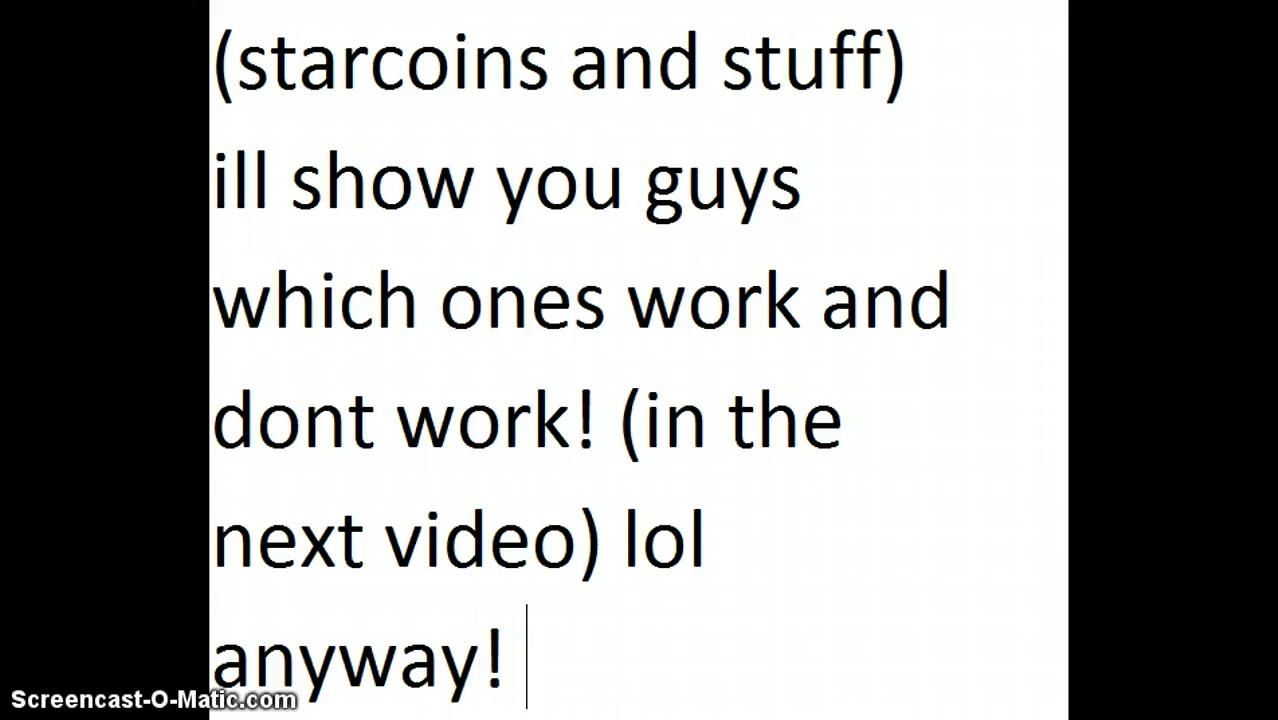 (starcoins and stuff)
ill show you guys
which ones work and
dont work! (in the
next video) lol
anyway!
Screencast-O-Matic.com